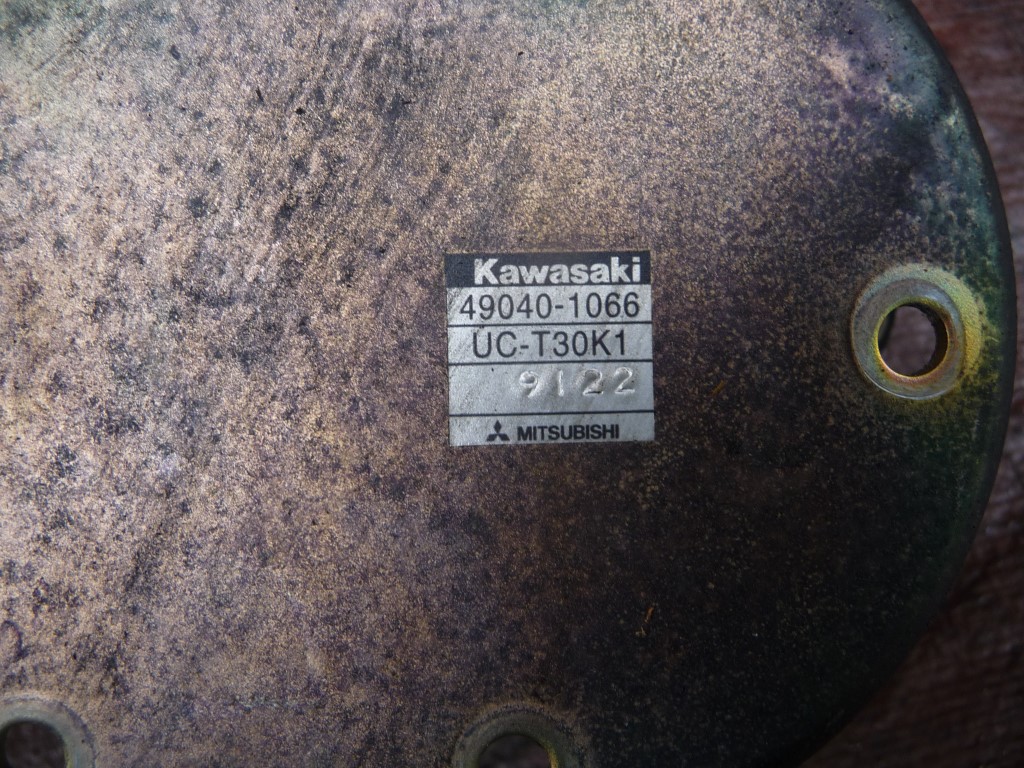 Kawasaki
49040-1066
UC-T30K1
9122
MITSUBISHI